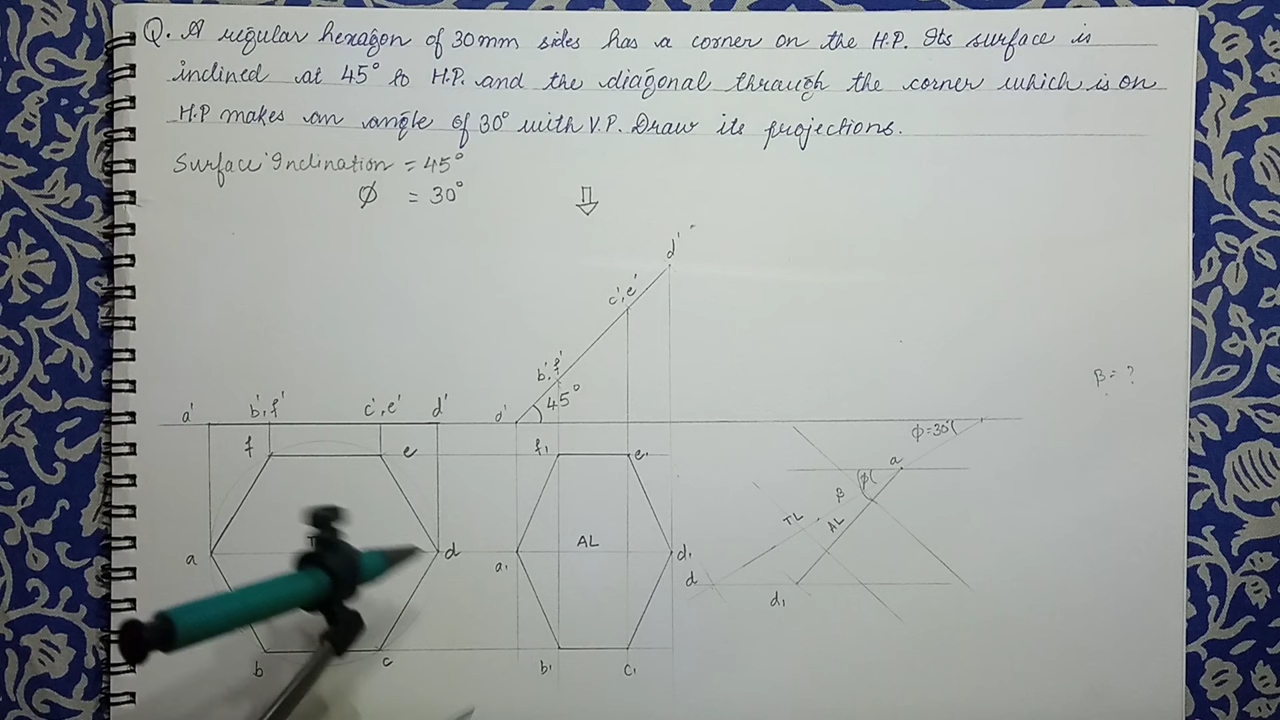 Q. A regular hexagon of 30mm sides has a corner on the H.P. Its surface is
inclined at 45° to H.P. and the diagonal through the corner which is on
H.P makes an angle of 30° with V.P. Draw its projections.
Surface Inclination = 45°
Ø = 30°
d'
c', e'
b', f'
45°
β = ?
a' b', f' c', e' d'
Ø = 30°
f e f₁ e₁
a
Ø
β
TL
AL
AL
a d a₁ d₁ d
d₁
b c b₁ c₁